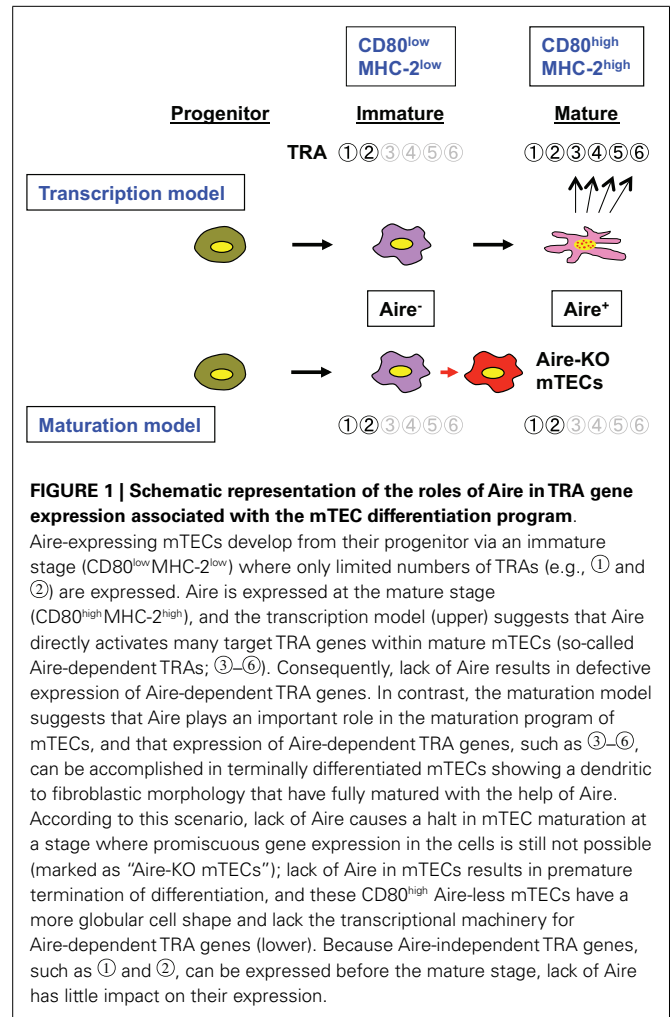 CD80low CD80high
MHC-2low MHC-2high
Progenitor Immature Mature
TRA ①②③④⑤⑥ ①②③④⑤⑥
Transcription model
Aire- Aire+
Aire-KO
mTECs
Maturation model
①②③④⑤⑥ ①②③④⑤⑥
FIGURE 1 | Schematic representation of the roles of Aire in TRA gene
expression associated with the mTEC differentiation program.
Aire-expressing mTECs develop from their progenitor via an immature
stage (CD80lowMHC-2low) where only limited numbers of TRAs (e.g., ① and
②) are expressed. Aire is expressed at the mature stage
(CD80highMHC-2high), and the transcription model (upper) suggests that Aire
directly activates many target TRA genes within mature mTECs (so-called
Aire-dependent TRAs; ③–⑥). Consequently, lack of Aire results in defective
expression of Aire-dependent TRA genes. In contrast, the maturation model
suggests that Aire plays an important role in the maturation program of
mTECs, and that expression of Aire-dependent TRA genes, such as ③–⑥,
can be accomplished in terminally differentiated mTECs showing a dendritic
to fibroblastic morphology that have fully matured with the help of Aire.
According to this scenario, lack of Aire causes a halt in mTEC maturation at
a stage where promiscuous gene expression in the cells is still not possible
(marked as “Aire-KO mTECs”); lack of Aire in mTECs results in premature
termination of differentiation, and these CD80high Aire-less mTECs have a
more globular cell shape and lack the transcriptional machinery for
Aire-dependent TRA genes (lower). Because Aire-independent TRA genes,
such as ① and ②, can be expressed before the mature stage, lack of Aire
has little impact on their expression.